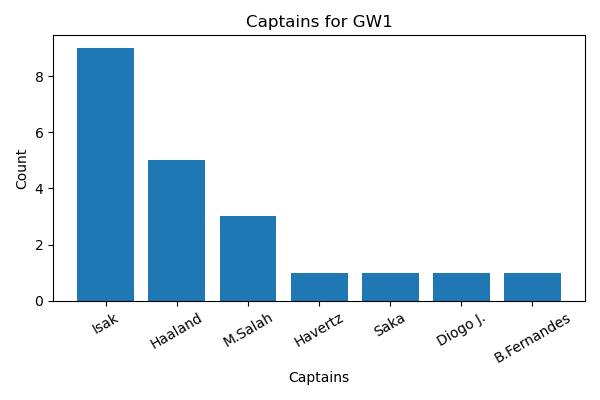 Captains for GW1
Count
8
6
4
2
0
Isak
Haaland
M.Salah
Havertz
Saka
Diogo J.
B.Fernandes
Captains